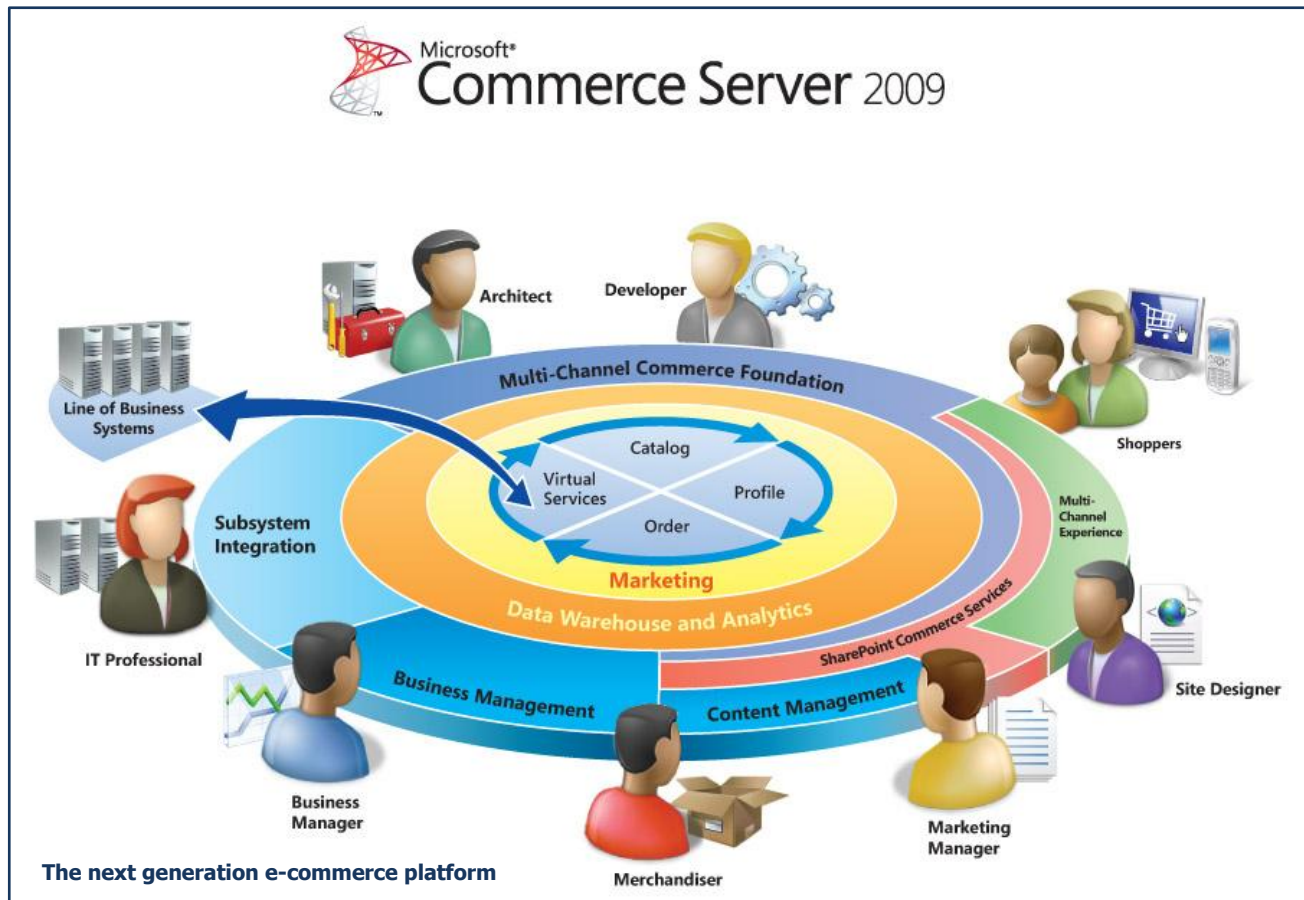 Microsoft®
Commerce Server 2009
TM
Architect
Developer
Multi-Channel Commerce Foundation
Line of Business
Systems
Shoppers
Catalog
Virtual
Services
Profile
Order
Multi-
Channel
Experience
Subsystem
Integration
Marketing
Data Warehouse and Analytics
SharePoint Commerce Services
IT Professional
Business Management
Content Management
Site Designer
Business
Manager
Marketing
Manager
The next generation e-commerce platform
Merchandiser